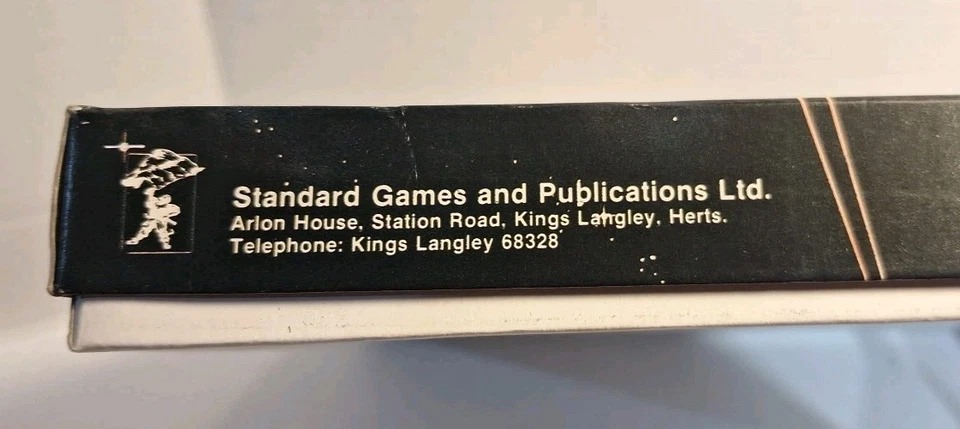 Standard Games and Publications Ltd.
Arlon House, Station Road, Kings Langley, Herts.
Telephone: Kings Langley 68328